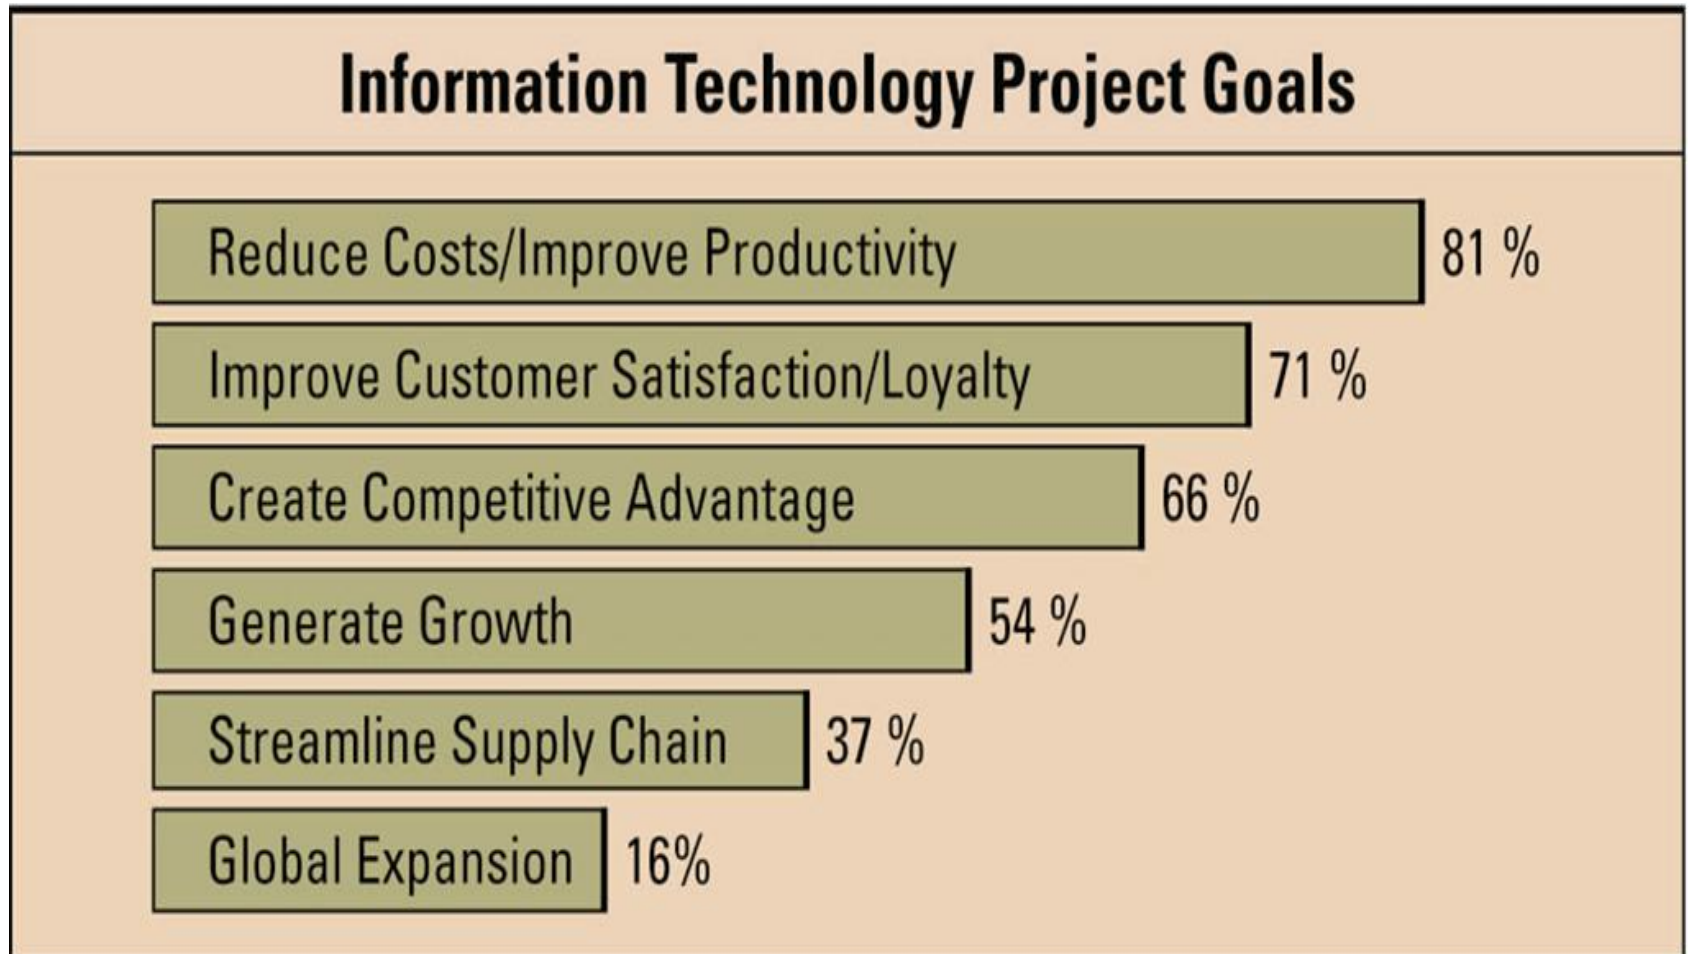 Information Technology Project Goals
Reduce Costs/Improve Productivity 81 %
Improve Customer Satisfaction/Loyalty 71 %
Create Competitive Advantage 66 %
Generate Growth 54 %
Streamline Supply Chain 37 %
Global Expansion 16%